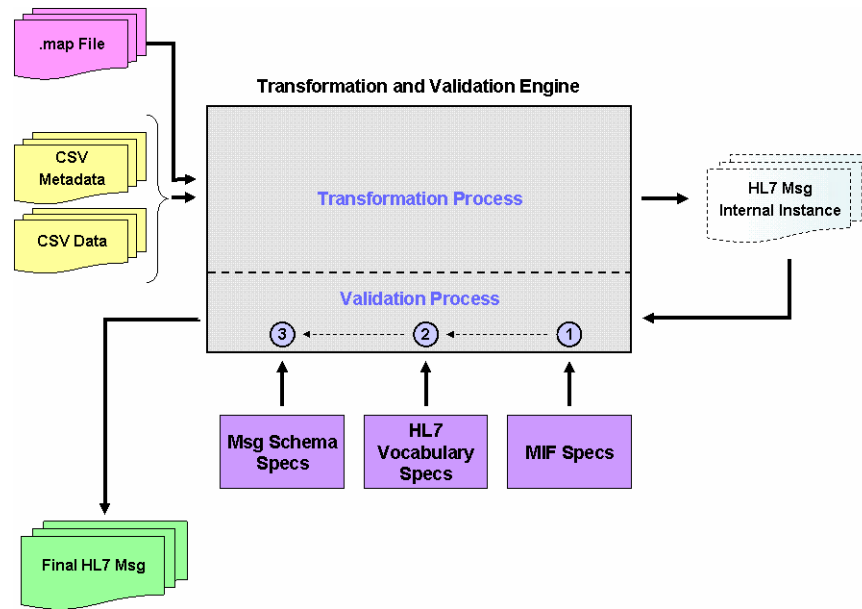 .map File
Transformation and Validation Engine
CSV
Metadata
CSV Data
Transformation Process
HL7 Msg
Internal Instance
Validation Process
3
2
1
Msg Schema
Specs
HL7
Vocabulary
Specs
MIF Specs
Final HL7 Msg